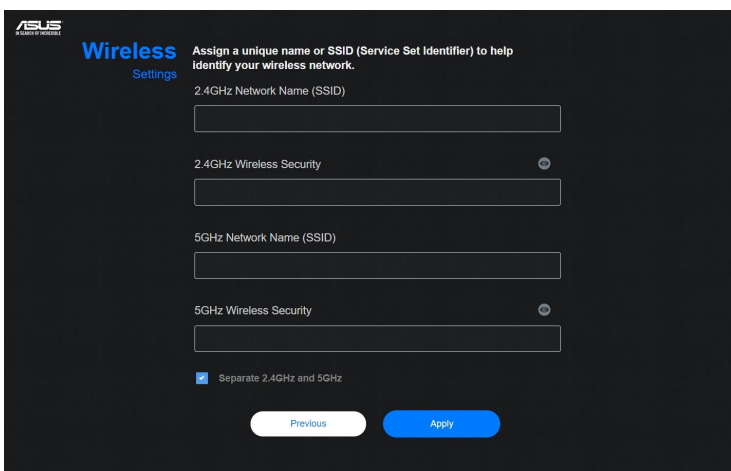 ASUS
IN SEARCH OF INCREDIBLE
Wireless
Settings
Assign a unique name or SSID (Service Set Identifier) to help
identify your wireless network.
2.4GHz Network Name (SSID)
2.4GHz Wireless Security
5GHz Network Name (SSID)
5GHz Wireless Security
Separate 2.4GHz and 5GHz
Previous
Apply